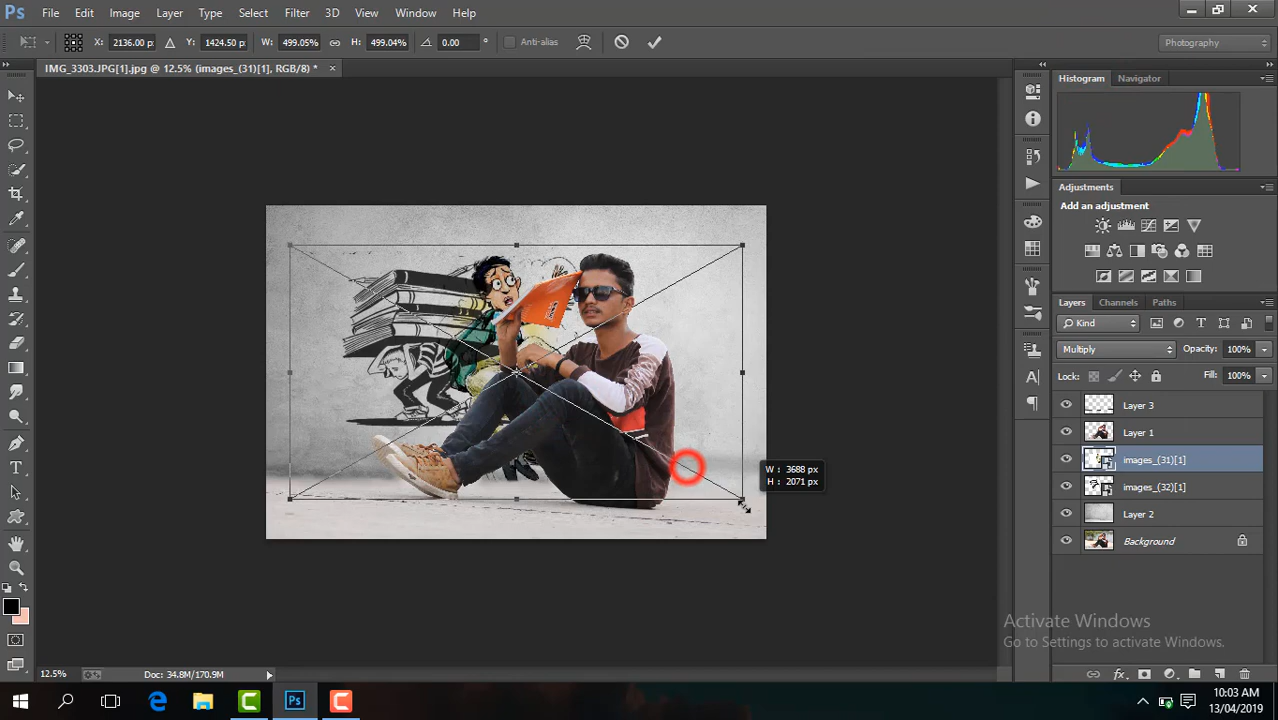 Ps File Edit Image Layer Type Select Filter 3D View Window Help
X: 2136.00 px Y: 1424.50 px W: 499.05% H: 499.04% 0.00 ° Anti-alias Photography
IMG_3303.JPG[1].jpg @ 12.5% (images_(31)[1], RGB/8) * ×
Histogram Navigator
Adjustments
Add an adjustment
Layers Channels Paths
Kind
Multiply Opacity: 100%
Lock: Fill: 100%
Layer 3
Layer 1
images_(31)[1]
images_(32)[1]
Layer 2
Background
W : 3688 px
H : 2071 px
Activate Windows
Go to Settings to activate Windows.
12.5% Doc: 34.8M/170.9M
10:03 AM
13/04/2019